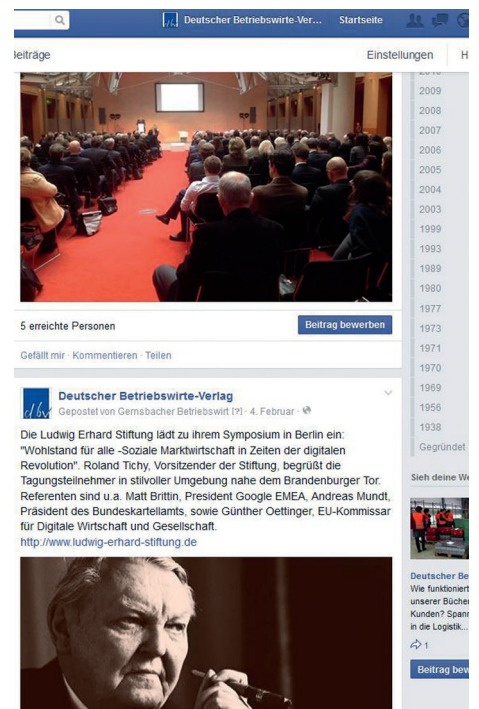 Deutscher Betriebswirte-Ver... Startseite
Beiträge Einstellungen H
2010
2009
2008
2007
2006
2005
2004
2003
1999
1993
1989
1980
1977
1973
1971
1970
1969
1956
1938
Gegründet
5 erreichte Personen
Beitrag bewerben
Gefällt mir · Kommentieren · Teilen
dbv
Deutscher Betriebswirte-Verlag
Gepostet von Gernsbacher Betriebswirt [?] · 4. Februar ·
Die Ludwig Erhard Stiftung lädt zu ihrem Symposium in Berlin ein:
"Wohlstand für alle -Soziale Marktwirtschaft in Zeiten der digitalen
Revolution". Roland Tichy, Vorsitzender der Stiftung, begrüßt die
Tagungsteilnehmer in stilvoller Umgebung nahe dem Brandenburger Tor.
Referenten sind u.a. Matt Brittin, President Google EMEA, Andreas Mundt,
Präsident des Bundeskartellamts, sowie Günther Oettinger, EU-Kommissar
für Digitale Wirtschaft und Gesellschaft.
http://www.ludwig-erhard-stiftung.de
Sieh deine We
Deutscher Be
Wie funktioniert
unserer Bücher
Kunden? Spann
in die Logistik...
1
Beitrag bew